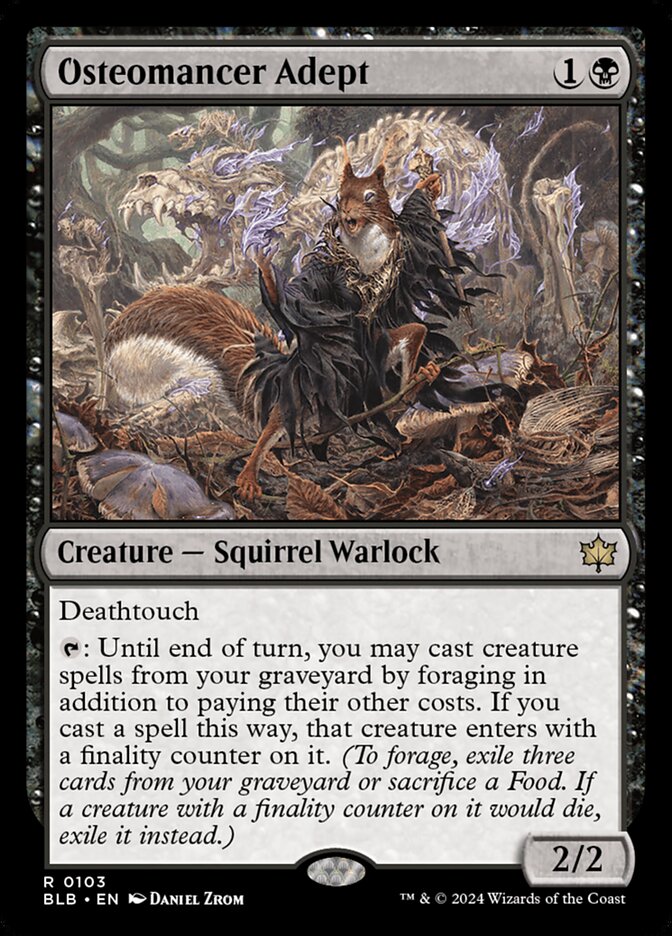 Osteomancer Adept 1
Creature — Squirrel Warlock
Deathtouch
: Until end of turn, you may cast creature
spells from your graveyard by foraging in
addition to paying their other costs. If you
cast a spell this way, that creature enters with
a finality counter on it. (To forage, exile three
cards from your graveyard or sacrifice a Food. If
a creature with a finality counter on it would die,
exile it instead.)
2/2
R 0103
BLB • EN Daniel Zrom
™ & © 2024 Wizards of the Coast